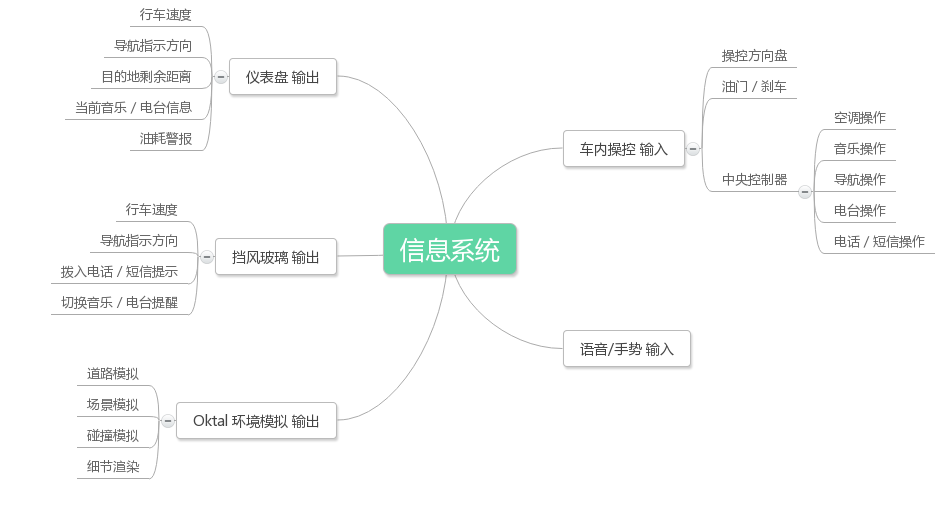 信息系统
仪表盘 输出
行车速度
导航指示方向
目的地剩余距离
当前音乐 / 电台信息
油耗警报
挡风玻璃 输出
行车速度
导航指示方向
拨入电话 / 短信提示
切换音乐 / 电台提醒
Oktal 环境模拟 输出
道路模拟
场景模拟
碰撞模拟
细节渲染
车内操控 输入
操控方向盘
油门 / 刹车
中央控制器
空调操作
音乐操作
导航操作
电台操作
电话 / 短信操作
语音/手势 输入